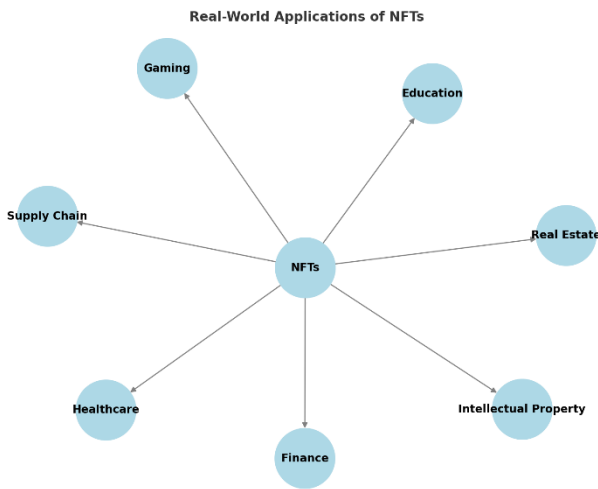 Real-World Applications of NFTs
Gaming
Education
Supply Chain
Real Estate
NFTs
Healthcare
Intellectual Property
Finance